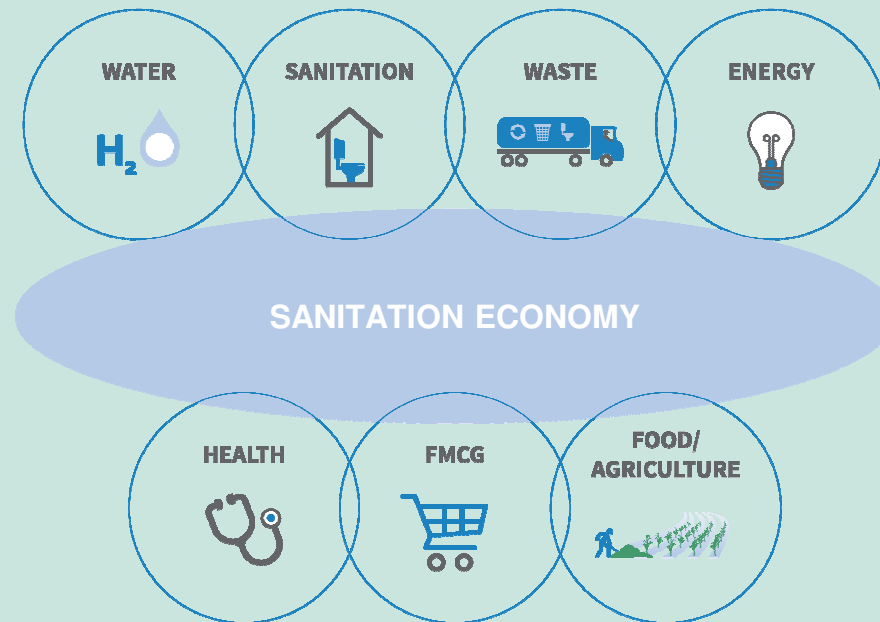 WATER
SANITATION
WASTE
ENERGY
H₂
SANITATION ECONOMY
HEALTH
FMCG
FOOD/
AGRICULTURE